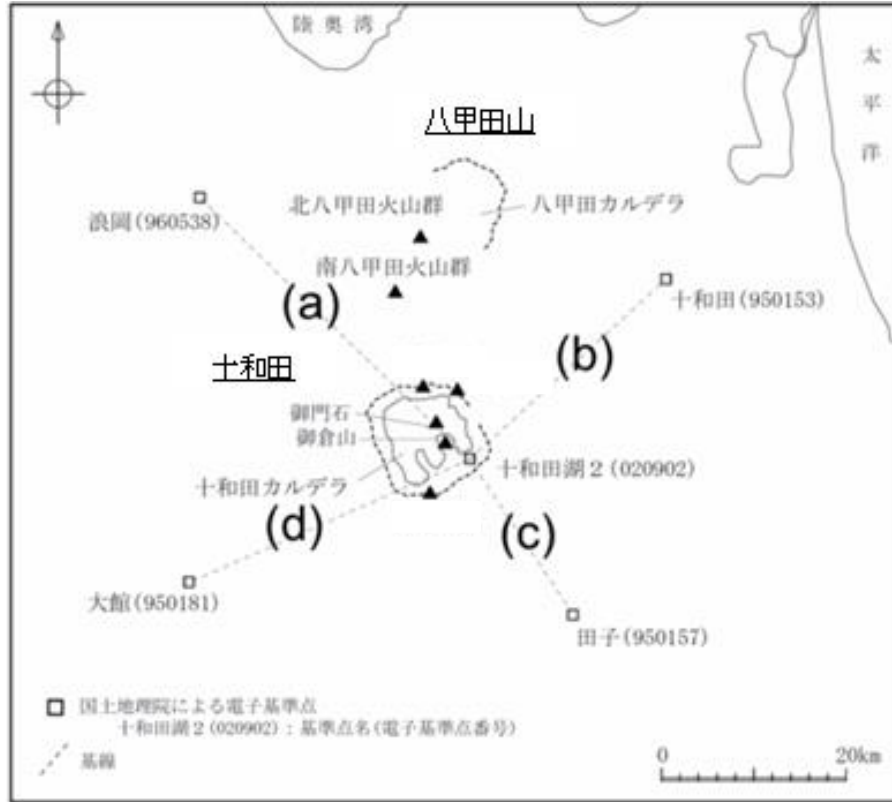 陸奥湾
太平洋
八甲田山
北八甲田火山群
八甲田カルデラ
浪岡(960538)
南八甲田火山群
(a)
十和田(950153)
(b)
十和田
御門石
御倉山
十和田湖2(020902)
十和田カルデラ
(d)
(c)
大館(950181)
田子(950157)
国土地理院による電子基準点
十和田湖2(020902):基準点名(電子基準点番号)
基線
0 20km